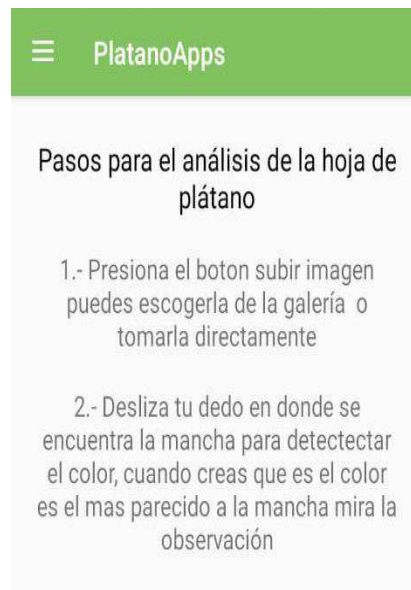 PlatanoApps
Pasos para el análisis de la hoja de
plátano
1.- Presiona el boton subir imagen
puedes escogerla de la galería o
tomarla directamente
2.- Desliza tu dedo en donde se
encuentra la mancha para detectectar
el color, cuando creas que es el color
es el mas parecido a la mancha mira la
observación